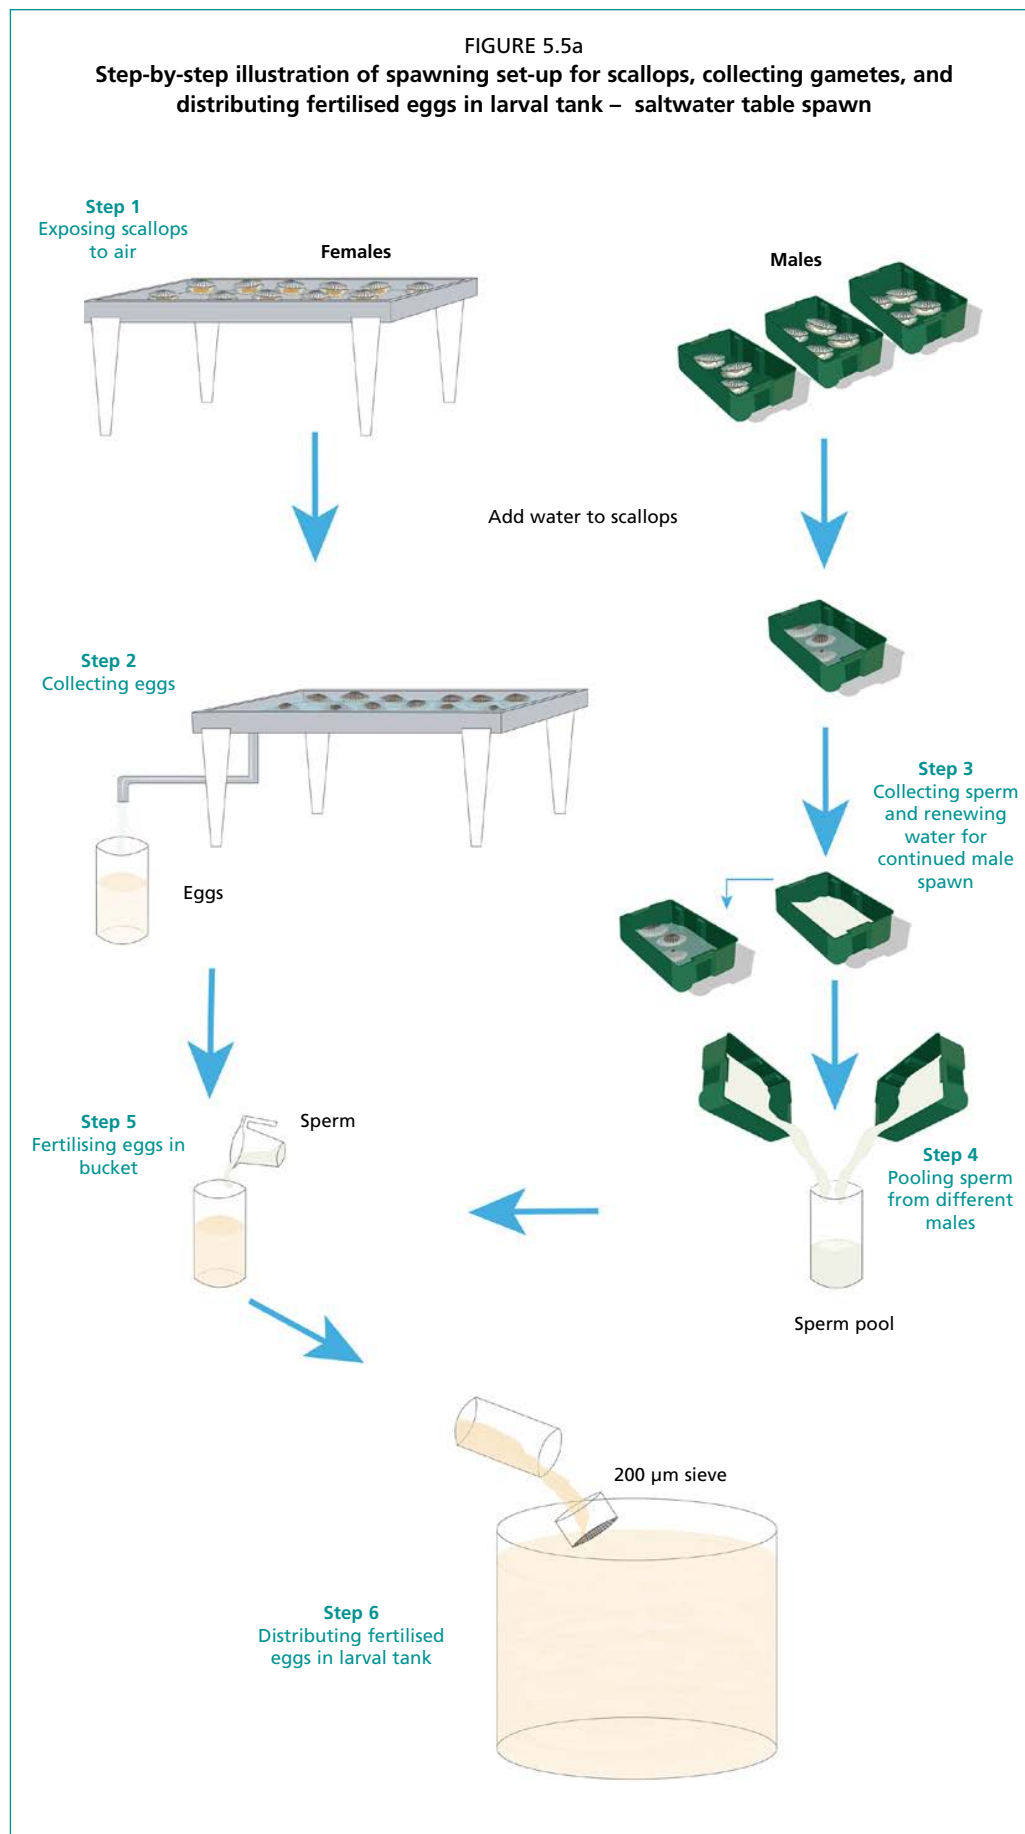 FIGURE 5.5a
Step-by-step illustration of spawning set-up for scallops, collecting gametes, and
distributing fertilised eggs in larval tank – saltwater table spawn
Step 1
Exposing scallops
to air
Females
Males
Add water to scallops
Step 2
Collecting eggs
Eggs
Step 3
Collecting sperm
and renewing
water for
continued male
spawn
Step 4
Pooling sperm
from different
males
Sperm pool
Step 5
Fertilising eggs in
bucket
Sperm
200 µm sieve
Step 6
Distributing fertilised
eggs in larval tank